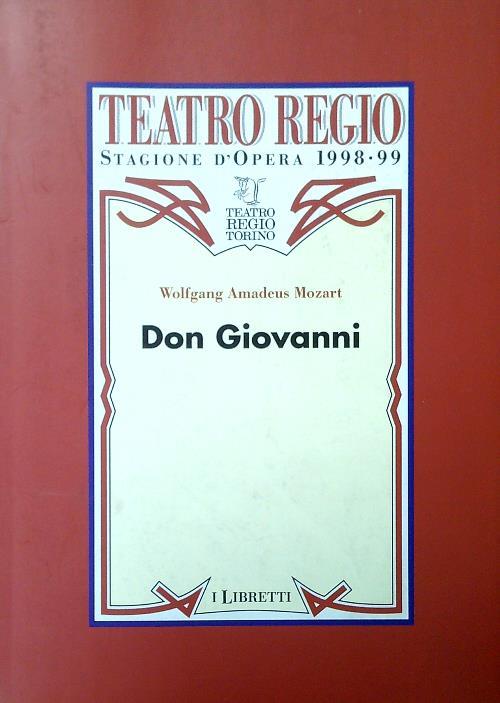 TEATRO REGIO
STAGIONE D'OPERA 1998·99
TEATRO
REGIO
TORINO
Wolfgang Amadeus Mozart
Don Giovanni
I LIBRETTI